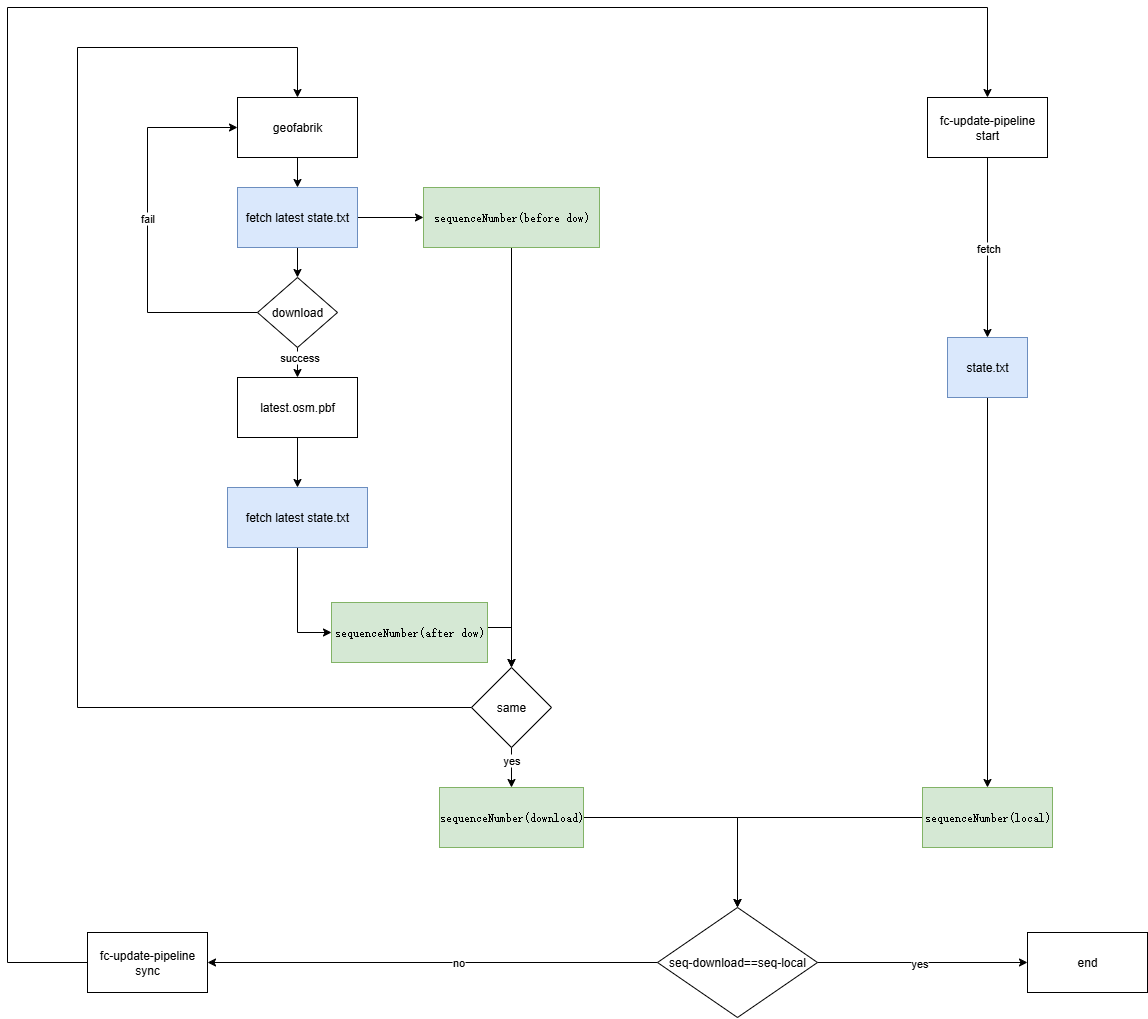 geofabrik
fc-update-pipeline
start
fetch latest state.txt
sequenceNumber(before dow)
fail
fetch
download
success
state.txt
latest.osm.pbf
fetch latest state.txt
sequenceNumber(after dow)
same
yes
sequenceNumber(download)
sequenceNumber(local)
fc-update-pipeline
sync
no
seq-download==seq-local
yes
end